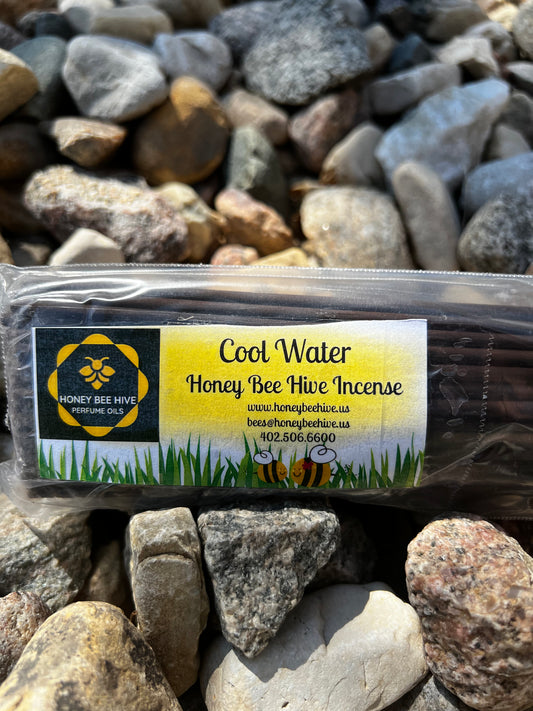 HONEY BEE HIVE
PERFUME OILS
Cool Water
Honey Bee Hive Incense
www.honeybeehive.us
bees@honeybeehive.us
402.506.6600